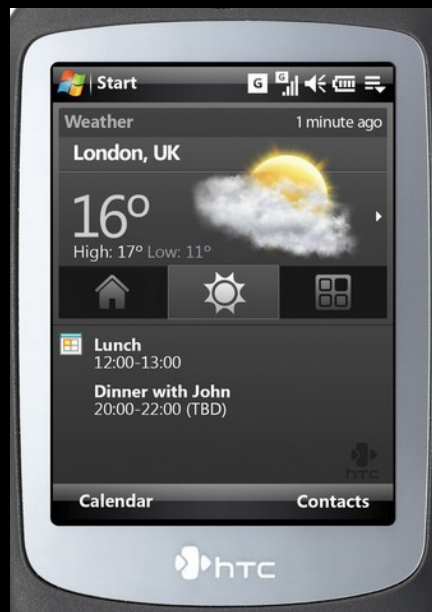 Start
G
G
Weather
1 minute ago
London, UK
16°
High: 17° Low: 11°
Lunch
12:00-13:00
Dinner with John
20:00-22:00 (TBD)
htc
Calendar
Contacts
hTC